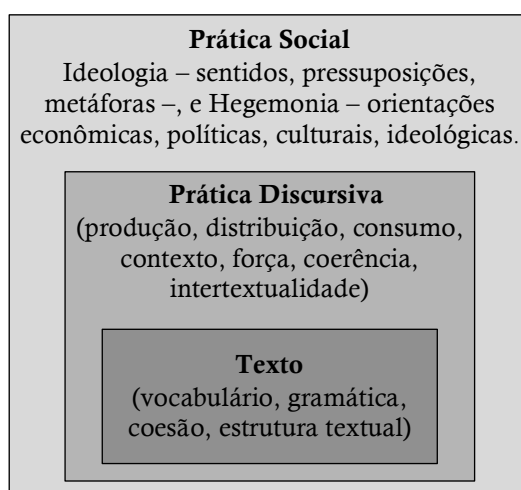 Prática Social
Ideologia – sentidos, pressuposições,
metáforas –, e Hegemonia – orientações
econômicas, políticas, culturais, ideológicas.
Prática Discursiva
(produção, distribuição, consumo,
contexto, força, coerência,
intertextualidade)
Texto
(vocabulário, gramática,
coesão, estrutura textual)